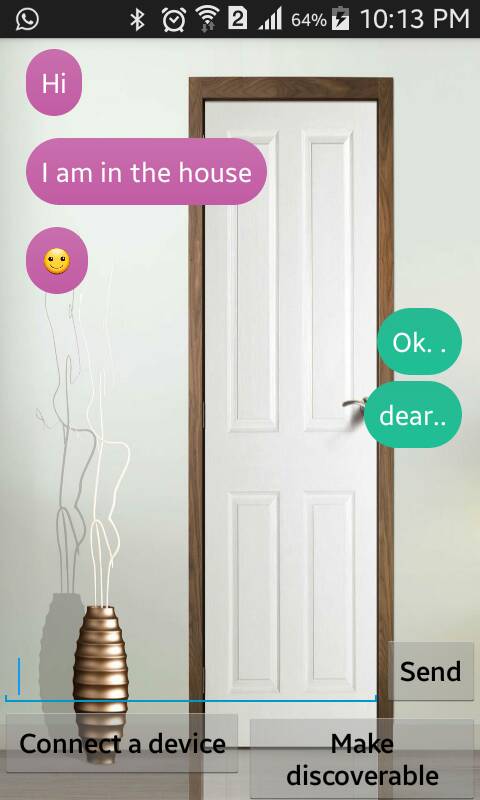 2 64% 10:13 PM
Hi
I am in the house
🙂
Ok. .
dear..
Send
Connect a device
Make
discoverable